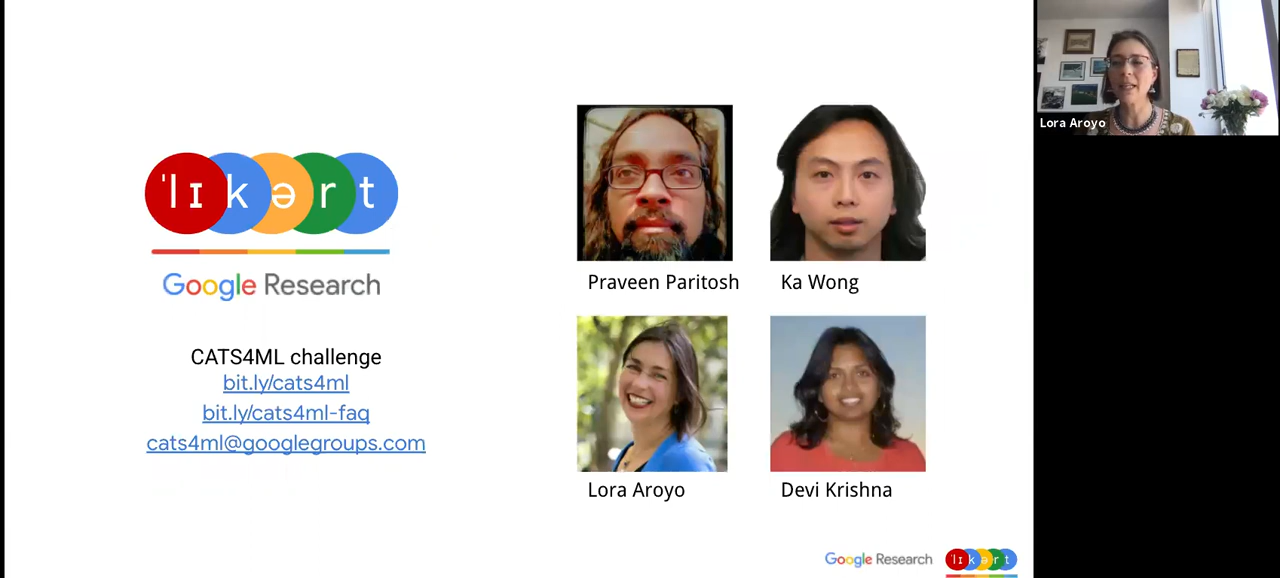 ˈlɪkərt
Google Research
CATS4ML challenge
bit.ly/cats4ml
bit.ly/cats4ml-faq
cats4ml@googlegroups.com
Praveen Paritosh
Ka Wong
Lora Aroyo
Devi Krishna
Google Research
ˈlɪkərt
Lora Aroyo